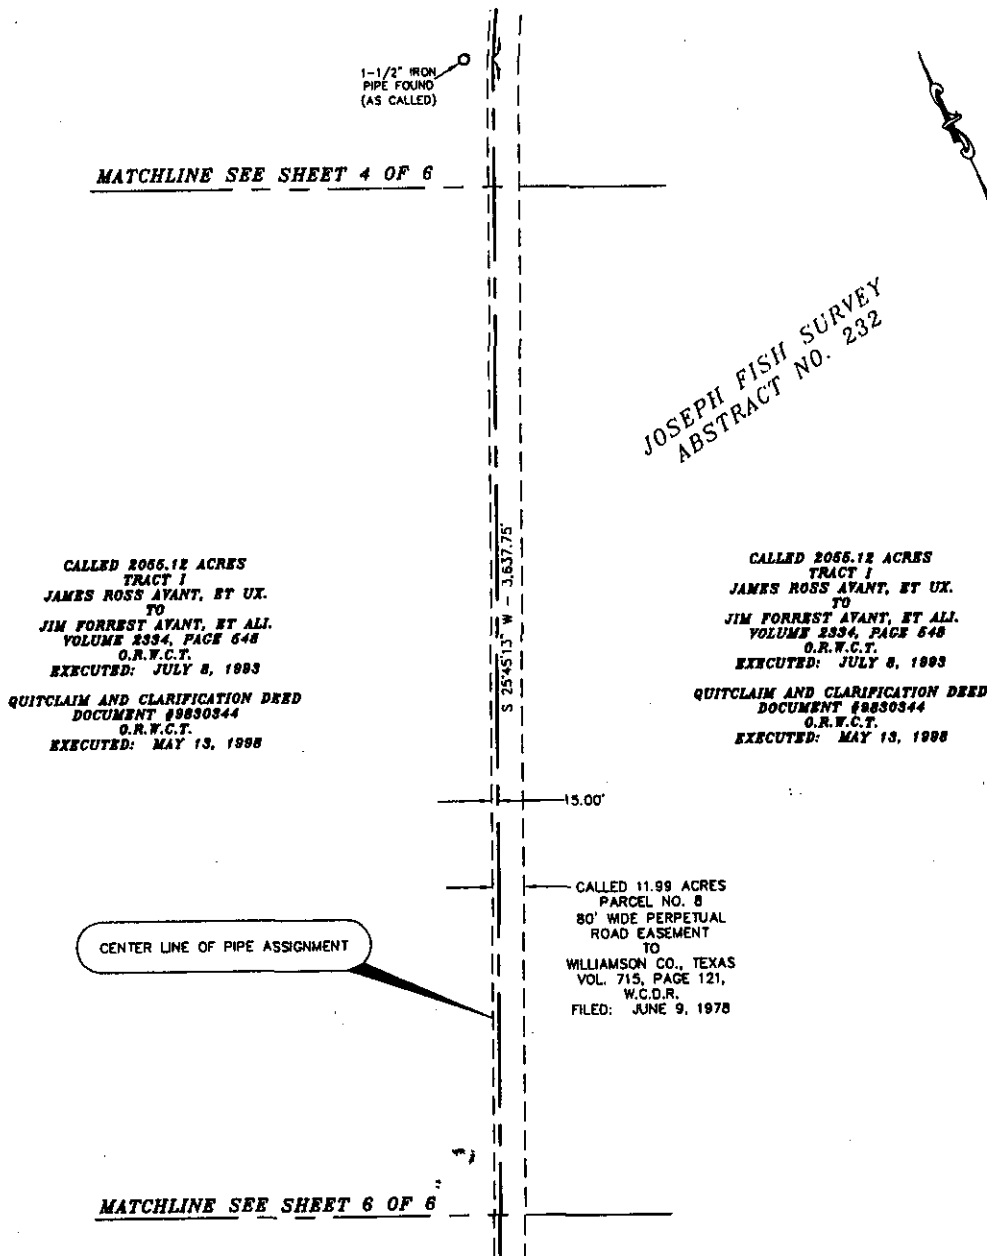 1-1/2" IRON
PIPE FOUND
(AS CALLED)
MATCHLINE SEE SHEET 4 OF 6
JOSEPH FISH SURVEY
ABSTRACT NO. 232
CALLED 2055.12 ACRES
TRACT I
JAMES ROSS AVANT, ET UX.
TO
JIM FORREST AVANT, ET ALI.
VOLUME 2334, PAGE 548
O.R.W.C.T.
EXECUTED: JULY 8, 1993
QUITCLAIM AND CLARIFICATION DEED
DOCUMENT #9830344
O.R.W.C.T.
EXECUTED: MAY 13, 1998
S 25°45'13" W - 3,637.75'
CALLED 2055.12 ACRES
TRACT I
JAMES ROSS AVANT, ET UX.
TO
JIM FORREST AVANT, ET ALI.
VOLUME 2334, PAGE 548
O.R.W.C.T.
EXECUTED: JULY 8, 1993
QUITCLAIM AND CLARIFICATION DEED
DOCUMENT #9830344
O.R.W.C.T.
EXECUTED: MAY 13, 1998
15.00'
CALLED 11.99 ACRES
PARCEL NO. 8
80' WIDE PERPETUAL
ROAD EASEMENT
TO
WILLIAMSON CO., TEXAS
VOL. 715, PAGE 121,
W.C.D.R.
FILED: JUNE 9, 1978
CENTER LINE OF PIPE ASSIGNMENT
MATCHLINE SEE SHEET 6 OF 6